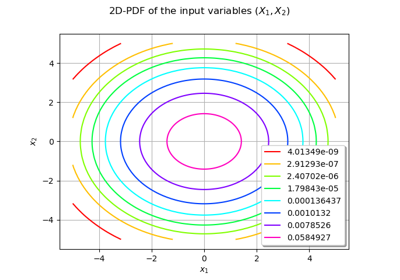 2D-PDF of the input variables (X₁, X₂)
x₂
4
2
0
−2
−4
−4
−2
0
2
4
x₁
4.01349e-09
2.91293e-07
2.40702e-06
1.79843e-05
0.000136437
0.0010132
0.0078526
0.0584927